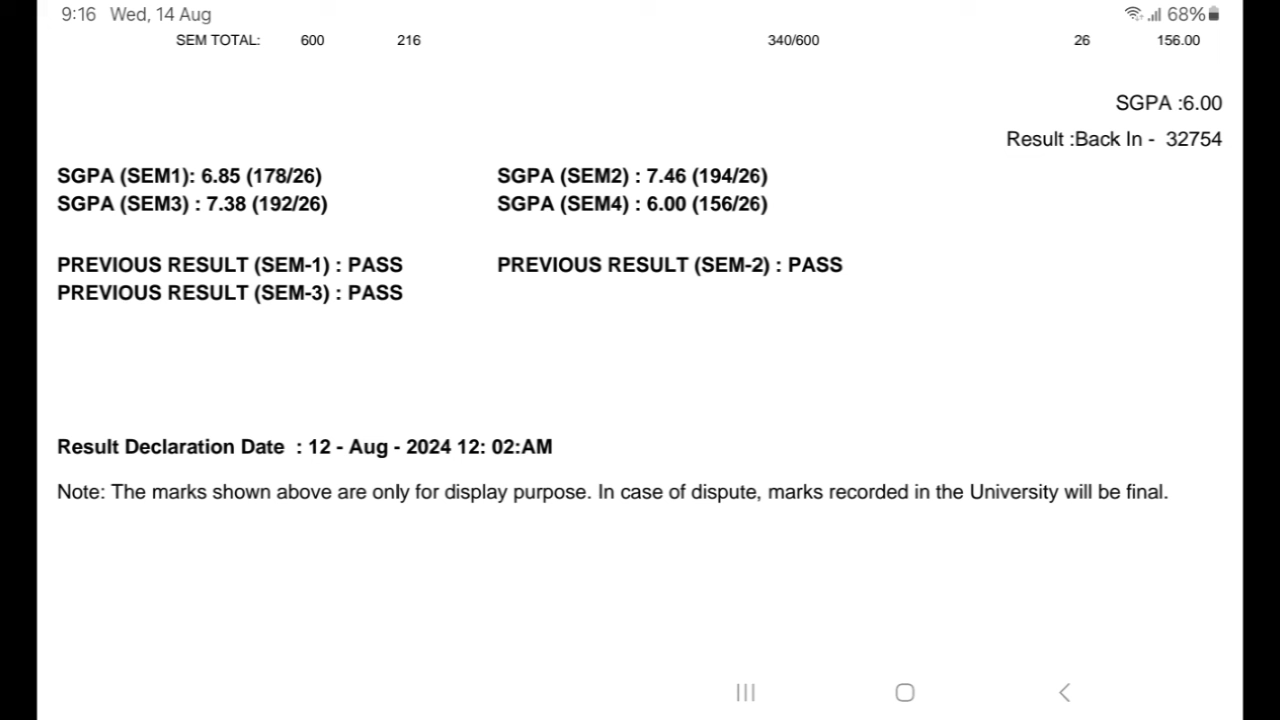 9:16 Wed, 14 Aug 68%
SEM TOTAL: 600 216 340/600 26 156.00
SGPA :6.00
Result :Back In - 32754
SGPA (SEM1): 6.85 (178/26) SGPA (SEM2) : 7.46 (194/26)
SGPA (SEM3) : 7.38 (192/26) SGPA (SEM4) : 6.00 (156/26)
PREVIOUS RESULT (SEM-1) : PASS PREVIOUS RESULT (SEM-2) : PASS
PREVIOUS RESULT (SEM-3) : PASS
Result Declaration Date : 12 - Aug - 2024 12: 02:AM
Note: The marks shown above are only for display purpose. In case of dispute, marks recorded in the University will be final.